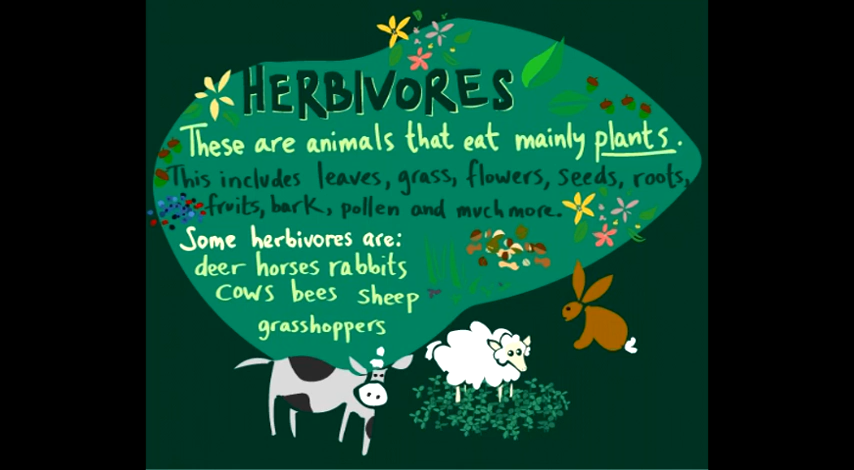 HERBIVORES
These are animals that eat mainly plants.
This includes leaves, grass, flowers, seeds, roots,
fruits, bark, pollen and much more.
Some herbivores are:
deer horses rabbits
cows bees sheep
grasshoppers